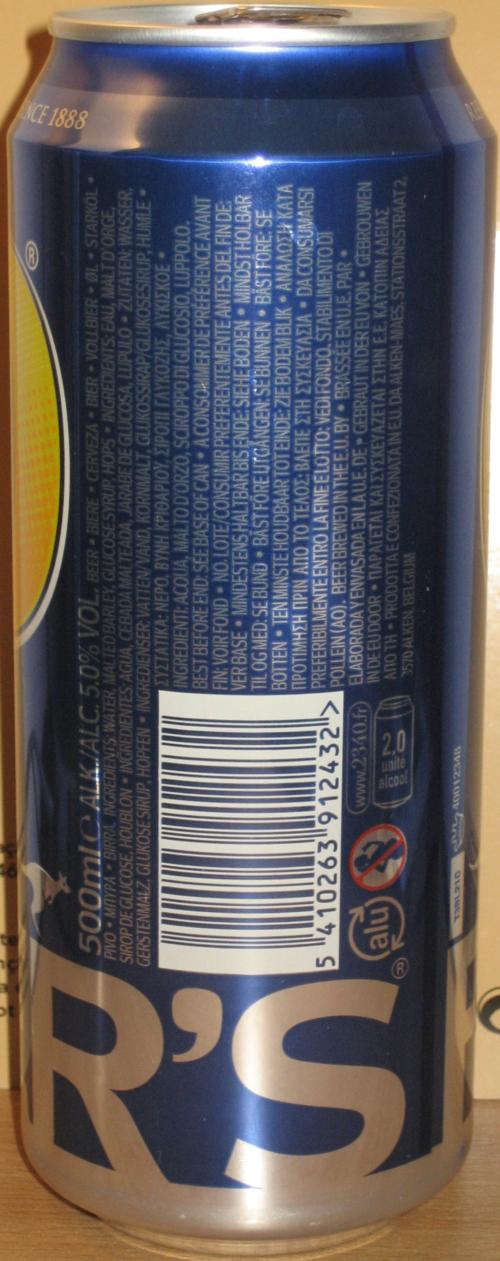 SINCE 1888
®
500ml e ALK./ALC. 5.0% VOL. BEER • BIERE • CERVEZA • BIER • VOLLBIER • ØL • STARKÖL •
PIVO • ΜΠΥΡΑ • BIRRA. INGREDIENTS: WATER, MALTED BARLEY, GLUCOSE SYRUP, HOPS • INGREDIENTS: EAU, MALT D'ORGE,
SIROP DE GLUCOSE, HOUBLON • INGREDIENTES: AGUA, CEBADA MALTEADA, JARABE DE GLUCOSA, LÚPULO • ZUTATEN: WASSER,
GERSTENMALZ, GLUKOSESIRUP, HOPFEN • INGREDIENSER: VATTEN/VAND, KORNMALT, GLUKOSSIRAP/GLUKOSESIRUP, HUMLE •
ΣΥΣΤΑΤΙΚΑ: ΝΕΡΟ, ΒΥΝΗ ΚΡΙΘΑΡΙΟΥ, ΣΙΡΟΠΙ ΓΛΥΚΟΖΗΣ, ΛΥΚΙΣΚΟΣ •
INGREDIENTI: ACQUA, MALTO D'ORZO, SCIROPPO DI GLUCOSIO, LUPPOLO.
BEST BEFORE END: SEE BASE OF CAN • A CONSOMMER DE PREFERENCE AVANT
FIN: VOIR FOND • NO. LOTE/CONSUMIR PREFERENTEMENTE ANTES DEL FIN DE:
VER BASE • MINDESTENS HALTBAR BIS ENDE: SIEHE BODEN • MINDST HOLBAR
TIL OG MED: SE BUND • BÄST FÖRE UTGÅNGEN: SE BUNNEN • BÄST FÖRE: SE
BOTTEN • TEN MINSTE HOUDBAAR TOT EINDE: ZIE BODEM BLIK • ΑΝΑΛΩΣΗ ΚΑΤΑ
ΠΡΟΤΙΜΗΣΗ ΠΡΙΝ ΑΠΟ ΤΟ ΤΕΛΟΣ: ΒΛΕΠΕ ΣΤΗ ΣΥΣΚΕΥΑΣΙΑ • DA CONSUMARSI
PREFERIBILMENTE ENTRO LA FINE E LOTTO: VEDI FONDO. STABILIMENTO DI
POLLEIN (AO). BEER BREWED IN THE E.U. BY • BRASSÉE EN U.E. PAR •
ELABORADA Y ENVASADA EN LA U.E. DE • GEBRAUT IN DER EU VON • GEBROUWEN
IN DE EU DOOR • ΠΑΡΑΓΕΤΑΙ ΚΑΙ ΣΥΣΚΕΥΑΖΕΤΑΙ ΣΤΗΝ Ε.Ε. ΚΑΤΟΠΙΝ ΑΔΕΙΑΣ
ΑΠΟ ΤΗ • PRODOTTA E CONFEZIONATA IN EU DA ALKEN-MAES, STATIONSSTRAAT 2,
3570 ALKEN, BELGIUM
5 410263 912432 >
www.2340.fr
2,0
unité
alcool
alu
T3BL210
40012348
®
R'S